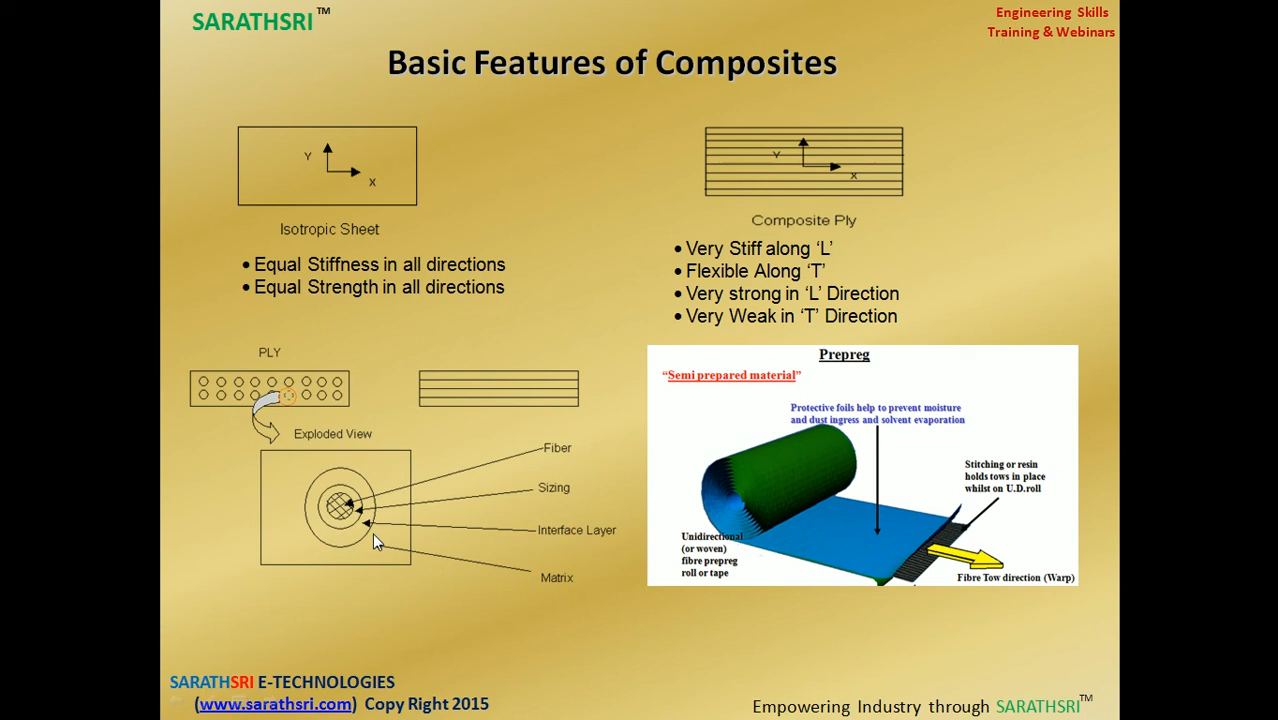 SARATHSRI™
Engineering Skills
Training & Webinars
Basic Features of Composites
Y
X
Isotropic Sheet
• Equal Stiffness in all directions
• Equal Strength in all directions
Y
X
Composite Ply
• Very Stiff along ‘L’
• Flexible Along ‘T’
• Very strong in ‘L’ Direction
• Very Weak in ‘T’ Direction
PLY
Exploded View
Fiber
Sizing
Interface Layer
Matrix
Prepreg
“Semi prepared material”
Protective foils help to prevent moisture
and dust ingress and solvent evaporation
Stitching or resin
holds tows in place
whilst on U.D.roll
Unidirectional
(or woven)
fibre prepreg
roll or tape
Fibre Tow direction (Warp)
SARATHSRI E-TECHNOLOGIES
(www.sarathsri.com) Copy Right 2015
Empowering Industry through SARATHSRI™